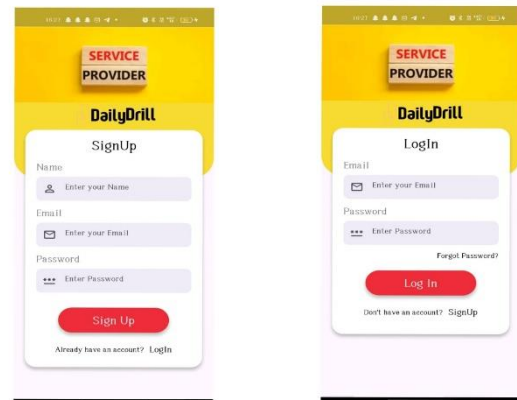 SERVICE
PROVIDER
DailyDrill
SignUp
Name
Enter your Name
Email
Enter your Email
Password
Enter Password
Sign Up
Already have an account? LogIn
SERVICE
PROVIDER
DailyDrill
LogIn
Email
Enter your Email
Password
Enter Password
Forgot Password?
Log In
Don't have an account? SignUp